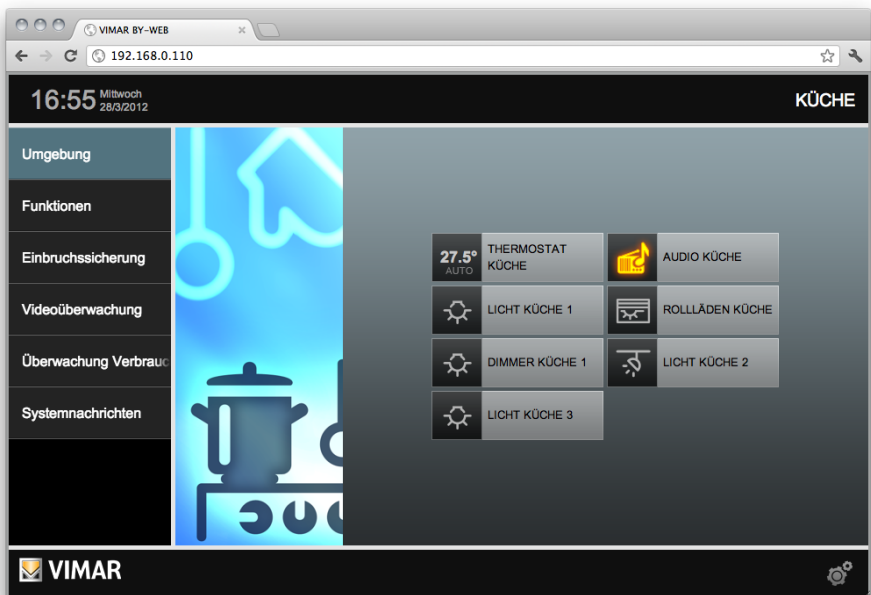 VIMAR BY-WEB
192.168.0.110
16:55
Mittwoch
28/3/2012
KÜCHE
Umgebung
Funktionen
Einbruchssicherung
Videoüberwachung
Überwachung Verbrauc
Systemnachrichten
27.5°
AUTO
THERMOSTAT
KÜCHE
AUDIO KÜCHE
LICHT KÜCHE 1
ROLLLÄDEN KÜCHE
DIMMER KÜCHE 1
LICHT KÜCHE 2
LICHT KÜCHE 3
VIMAR